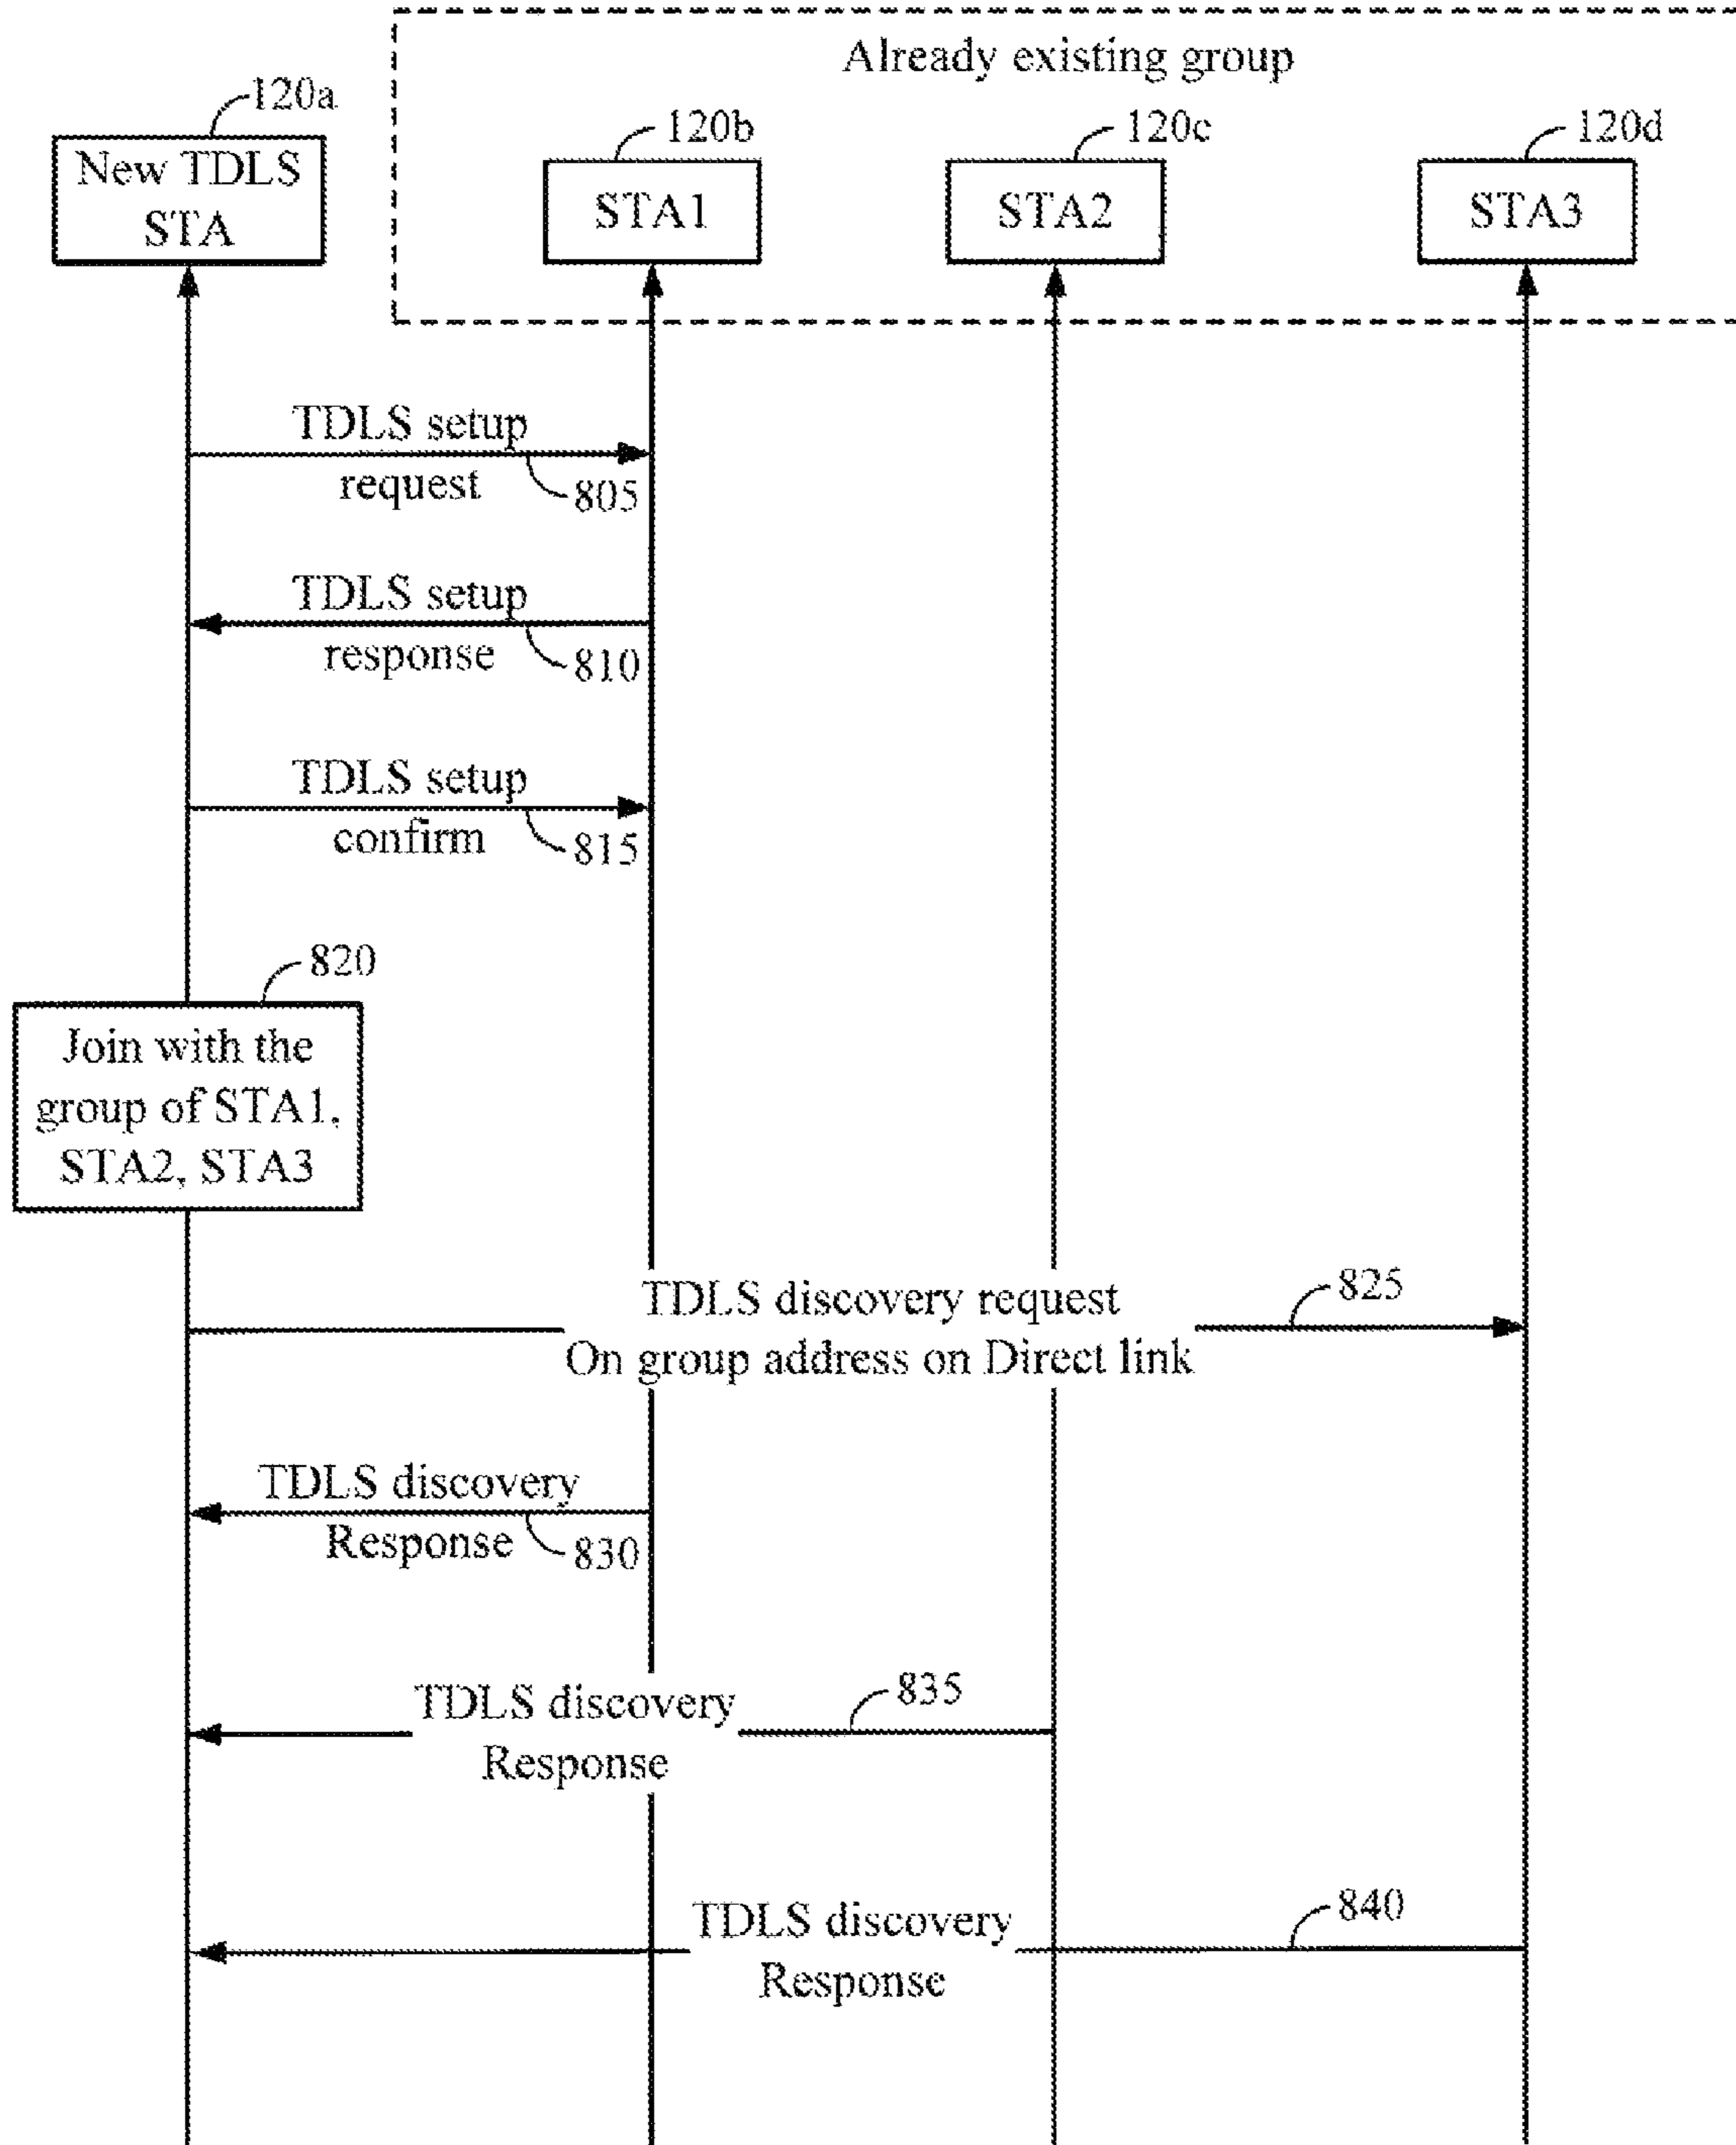 Already existing group
120a
120b
120c
120d
New TDLS
STA
STA1
STA2
STA3
TDLS setup
request
805
TDLS setup
response
810
TDLS setup
confirm
815
820
Join with the
group of STA1,
STA2, STA3
TDLS discovery request
On group address on Direct link
825
TDLS discovery
Response
830
TDLS discovery
Response
835
TDLS discovery
Response
840